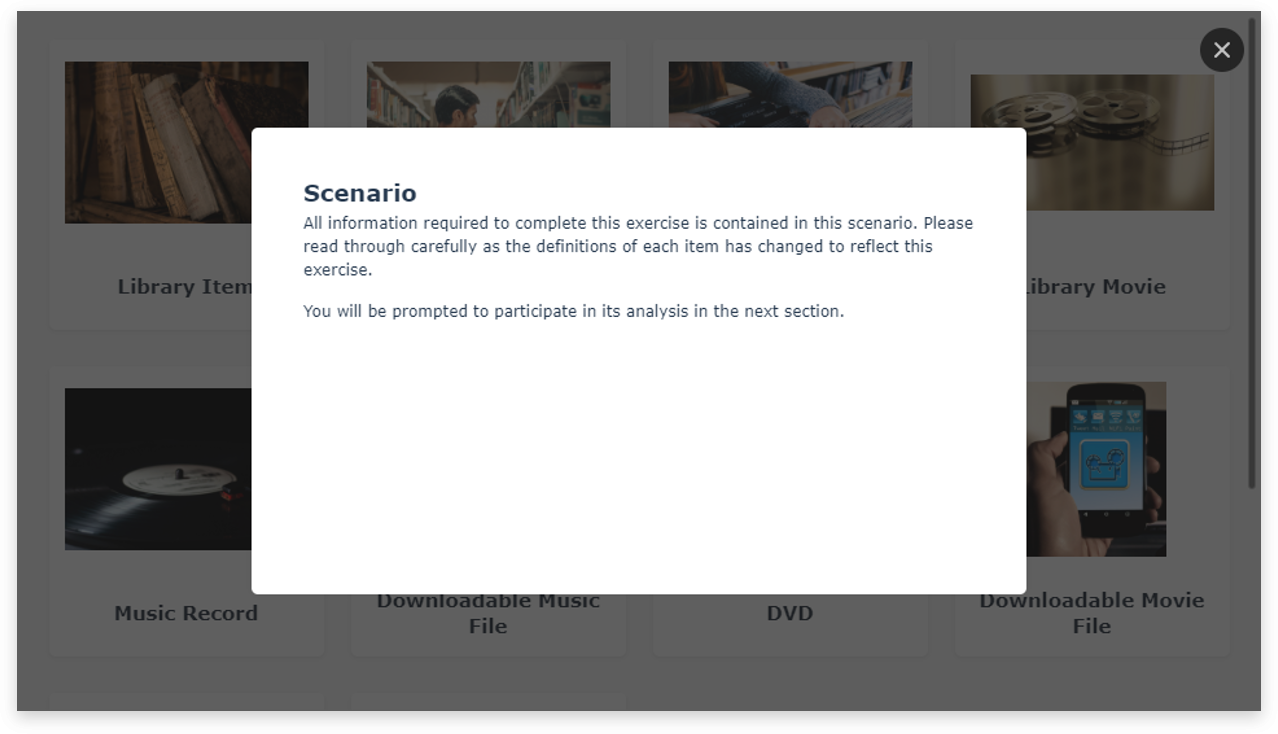 Scenario
All information required to complete this exercise is contained in this scenario. Please
read through carefully as the definitions of each item has changed to reflect this
exercise.
You will be prompted to participate in its analysis in the next section.
Library Item
Library Movie
Music Record
Downloadable Music
File
DVD
Downloadable Movie
File